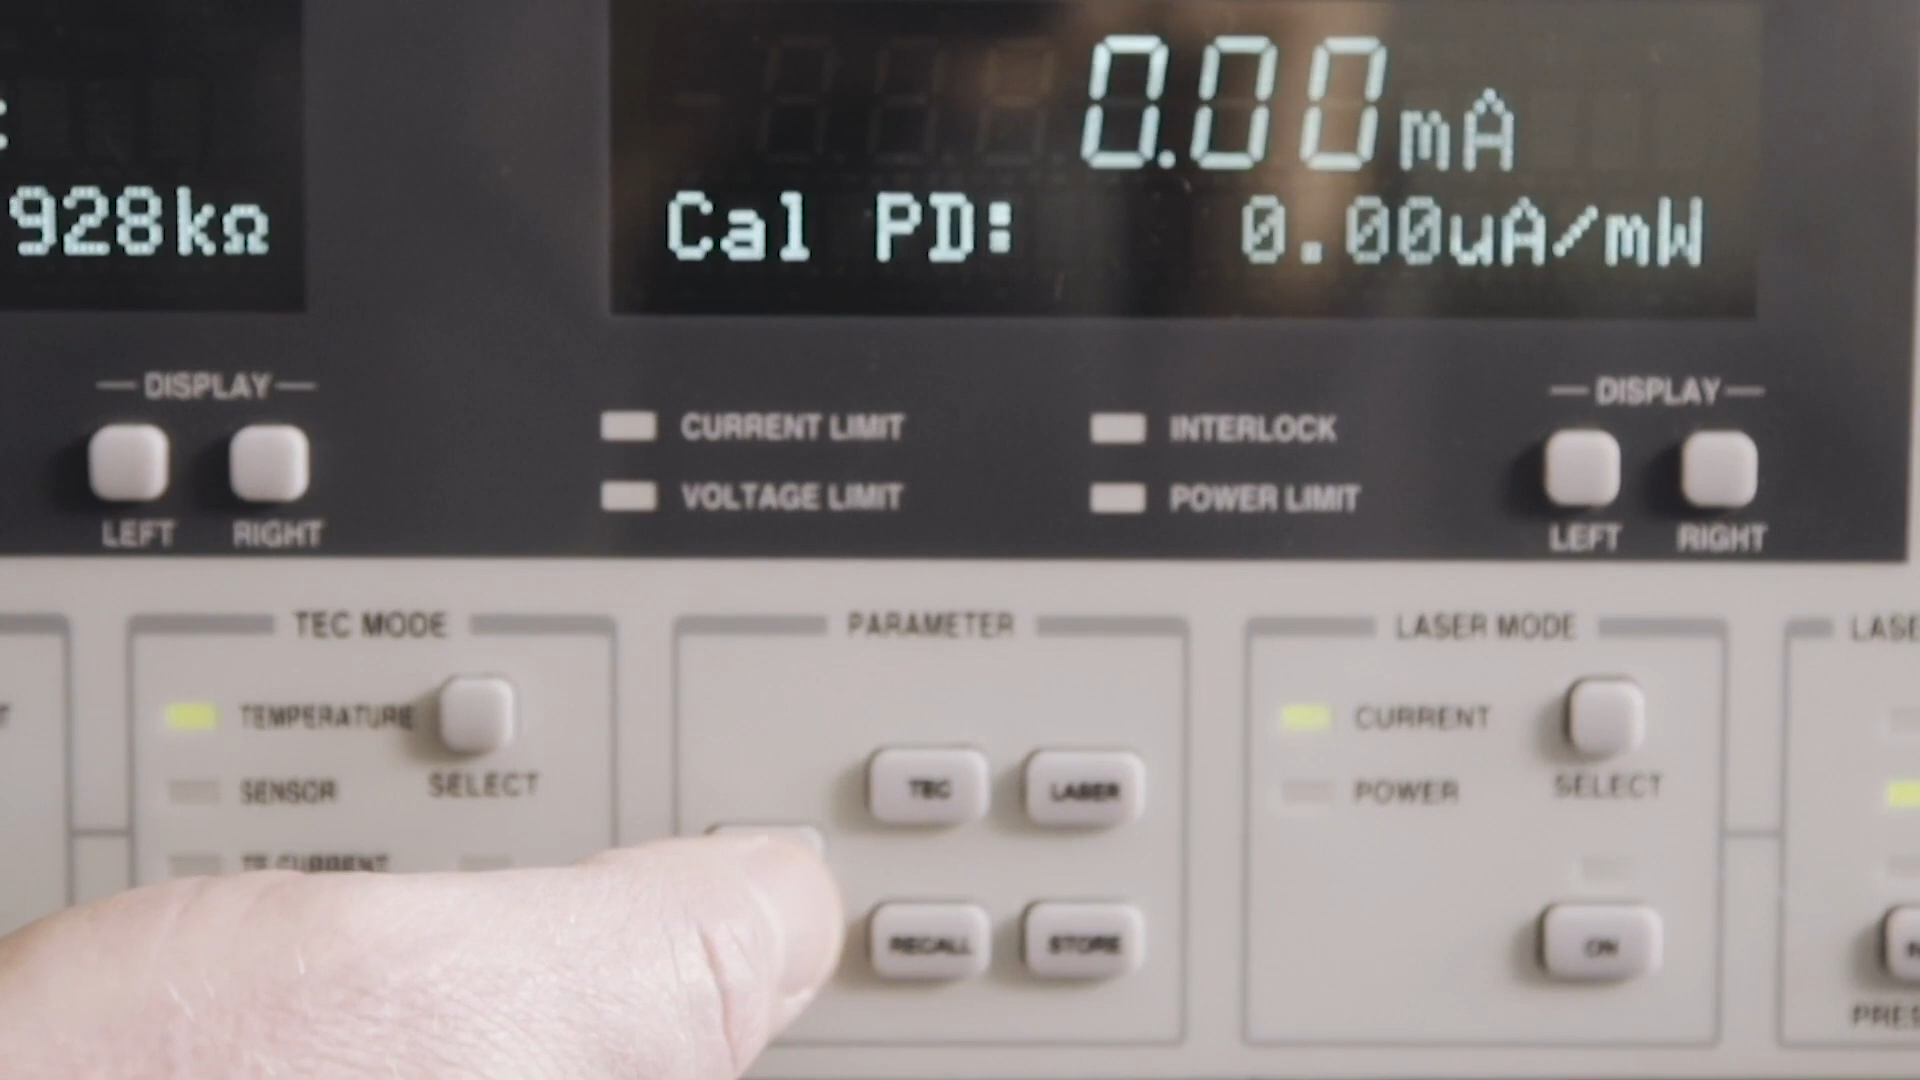 0.00mA
928kΩ
Cal PD: 0.00uA/mW
DISPLAY
LEFT RIGHT
CURRENT LIMIT
VOLTAGE LIMIT
INTERLOCK
POWER LIMIT
DISPLAY
LEFT RIGHT
TEC MODE
TEMPERATURE
SENSOR
SELECT
PARAMETER
TEC LASER
RECALL STORE
LASER MODE
CURRENT
POWER
SELECT
ON